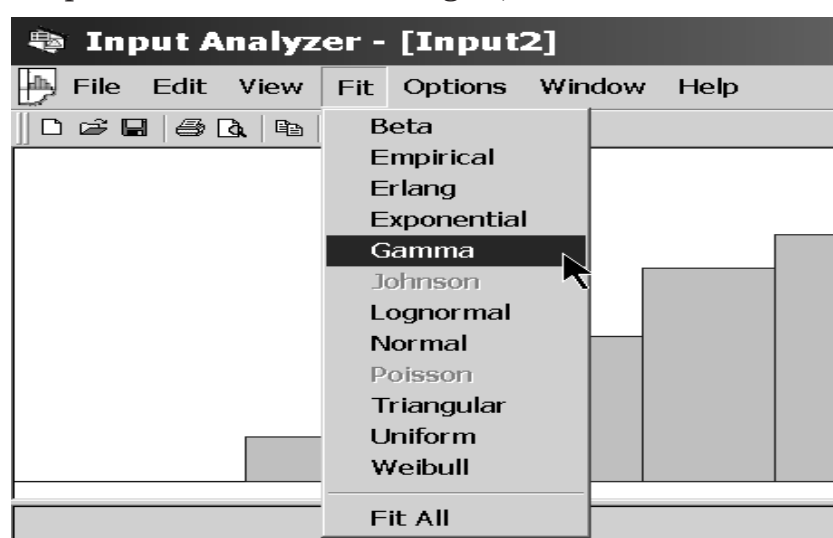 Input Analyzer - [Input2]
File Edit View Fit Options Window Help
Beta
Empirical
Erlang
Exponential
Gamma
Johnson
Lognormal
Normal
Poisson
Triangular
Uniform
Weibull
Fit All